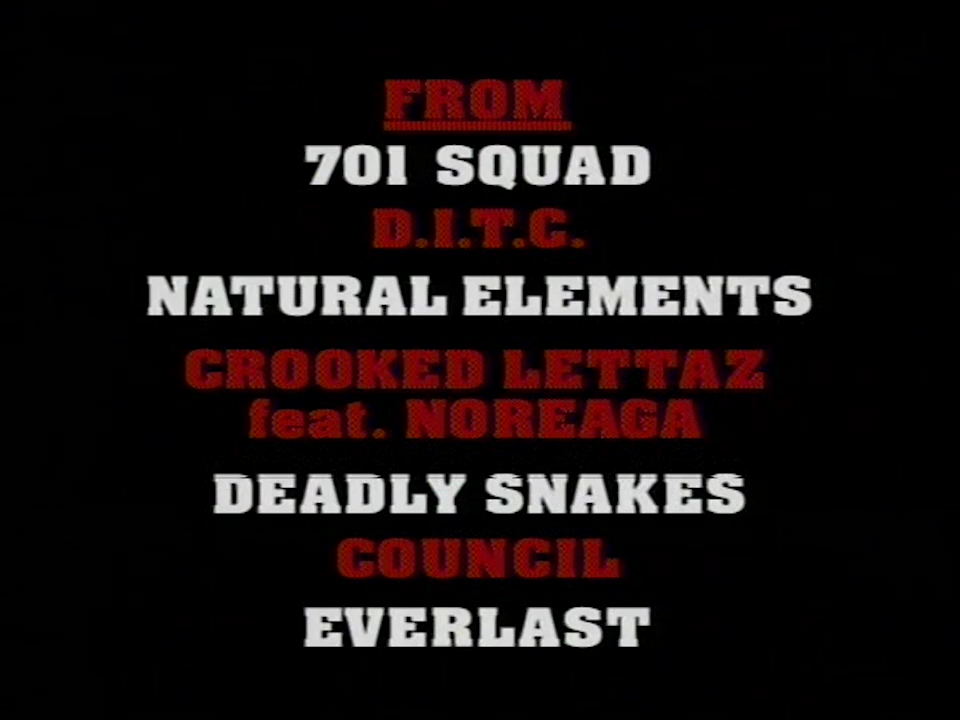 FROM
701 SQUAD
D.I.T.C.
NATURAL ELEMENTS
CROOKED LETTAZ
feat. NOREAGA
DEADLY SNAKES
COUNCIL
EVERLAST